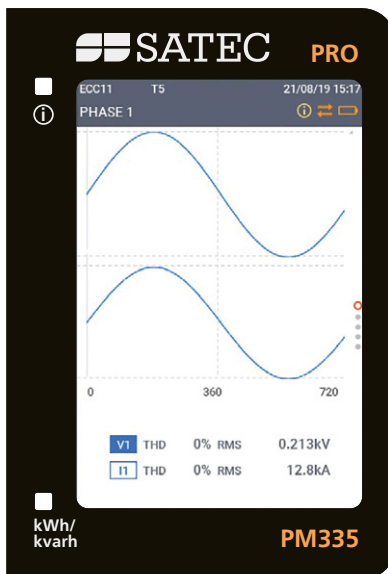 SATEC PRO
ECC11 T5 21/08/19 15:17
PHASE 1
0 360 720
V1 THD 0% RMS 0.213kV
I1 THD 0% RMS 12.8kA
kWh/
kvarh
PM335